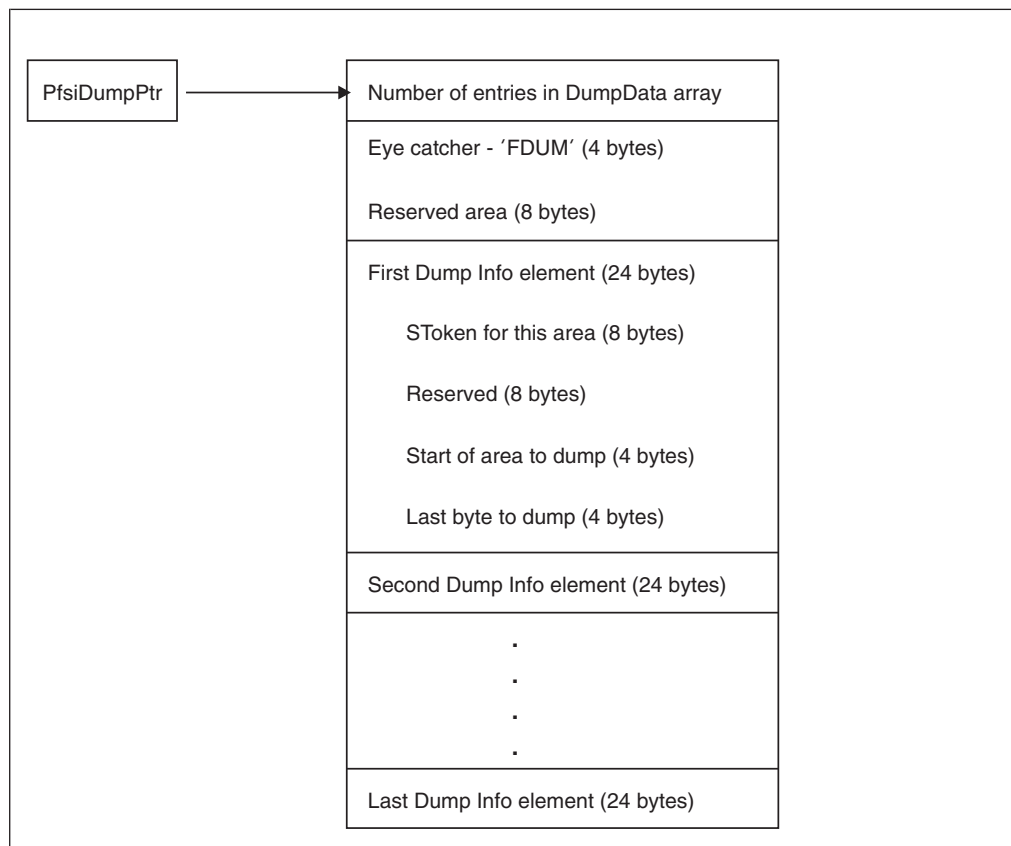 PfsiDumpPtr
Number of entries in DumpData array
Eye catcher - ′FDUM′ (4 bytes)
Reserved area (8 bytes)
First Dump Info element (24 bytes)
SToken for this area (8 bytes)
Reserved (8 bytes)
Start of area to dump (4 bytes)
Last byte to dump (4 bytes)
Second Dump Info element (24 bytes)
.
.
.
.
Last Dump Info element (24 bytes)